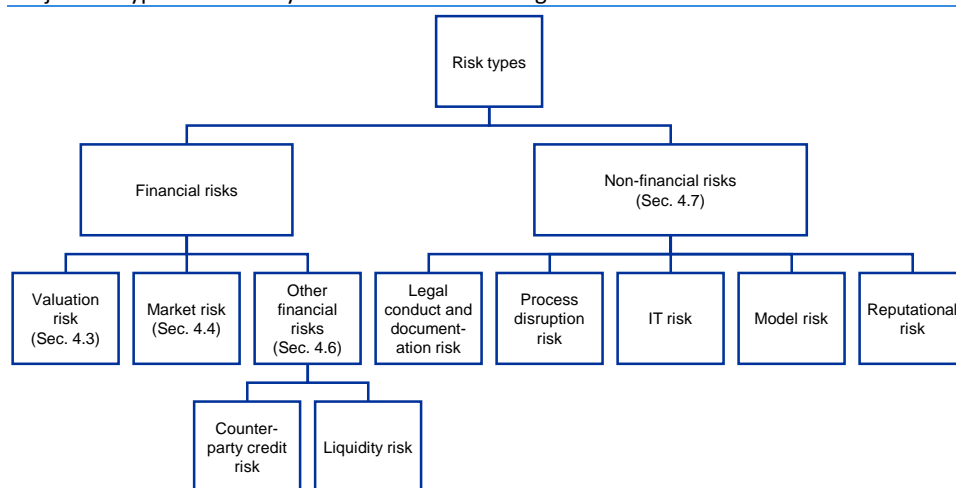 Risk types
Financial risks
Non-financial risks
(Sec. 4.7)
Valuation
risk
(Sec. 4.3)
Market risk
(Sec. 4.4)
Other
financial
risks
(Sec. 4.6)
Legal
conduct and
document-
ation risk
Process
disruption
risk
IT risk
Model risk
Reputational
risk
Counter-
party credit
risk
Liquidity risk